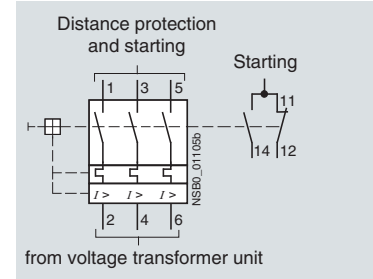 Distance protection
and starting
Starting
1 3 5
11
14 12
NSB0_01105b
I > I > I >
2 4 6
from voltage transformer unit